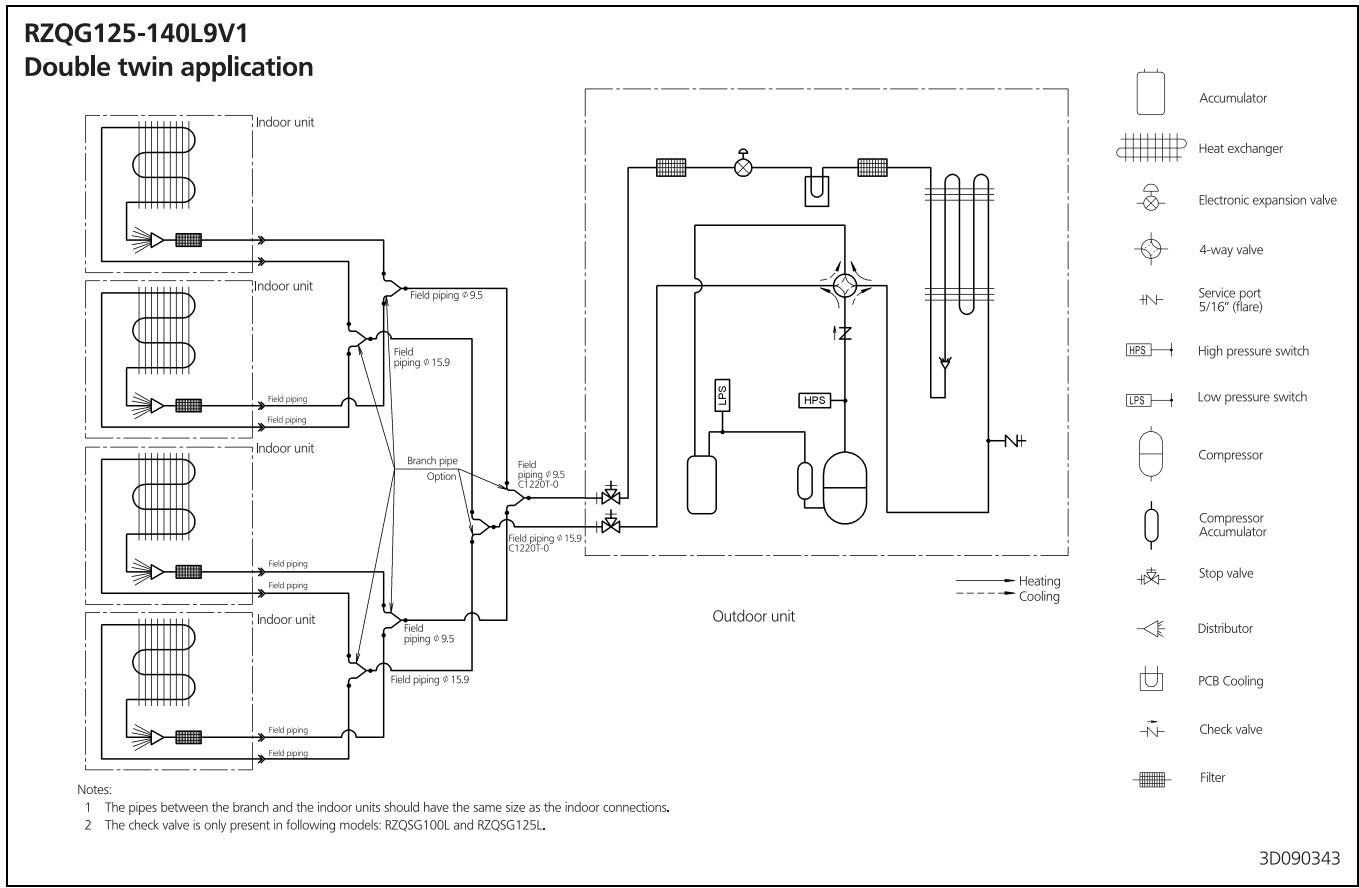 RZQG125-140L9V1
Double twin application
Indoor unit
Indoor unit
Field piping
Field piping
Indoor unit
Field piping
Field piping
Indoor unit
Field piping
Field piping
Field piping ϕ 9.5
Field
piping ϕ 15.9
Branch pipe
Option
Field
piping ϕ 9.5
C1220T-0
Field piping ϕ 15.9
C1220T-0
Field
piping ϕ 9.5
Field piping ϕ 15.9
LPS
HPS
Heating
Cooling
Outdoor unit
Accumulator
Heat exchanger
Electronic expansion valve
4-way valve
Service port
5/16" (flare)
HPS
High pressure switch
LPS
Low pressure switch
Compressor
Compressor
Accumulator
Stop valve
Distributor
PCB Cooling
Check valve
Filter
Notes:
1 The pipes between the branch and the indoor units should have the same size as the indoor connections.
2 The check valve is only present in following models: RZQSG100L and RZQSG125L.
3D090343